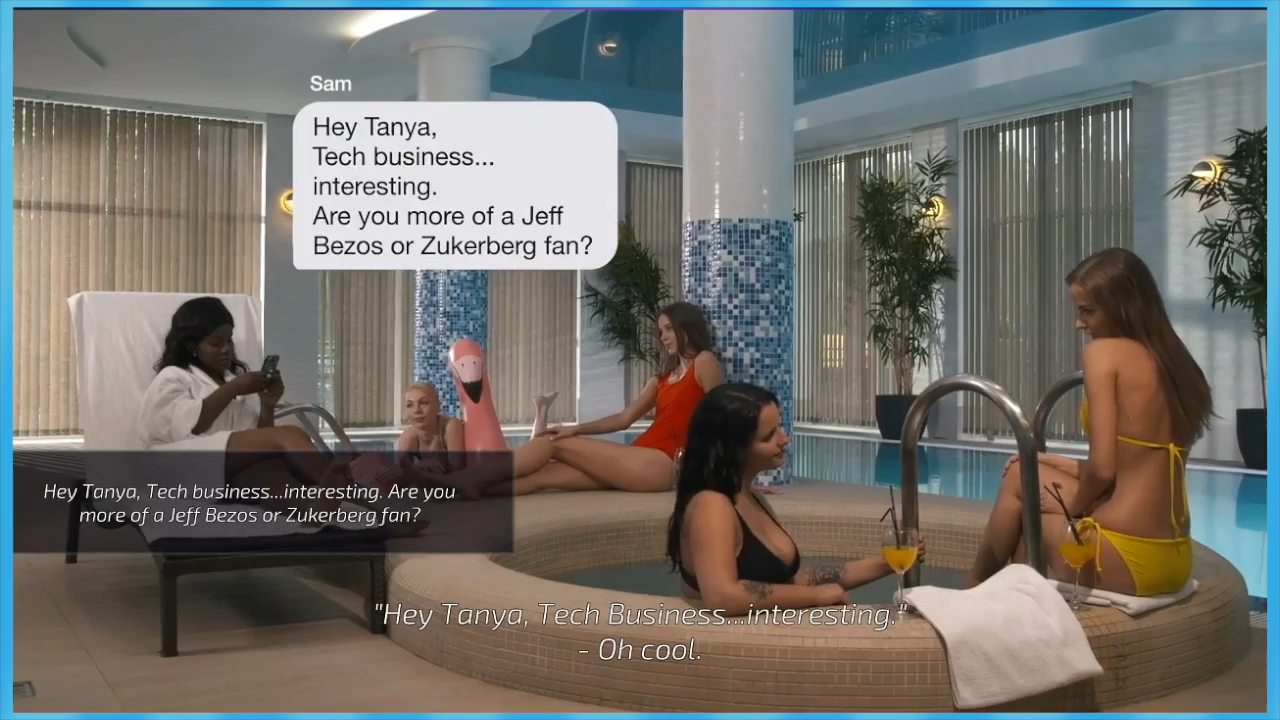 Sam
Hey Tanya,
Tech business...
interesting.
Are you more of a Jeff
Bezos or Zukerberg fan?
Hey Tanya, Tech business...interesting. Are you
more of a Jeff Bezos or Zukerberg fan?
"Hey Tanya, Tech Business...interesting."
- Oh cool.